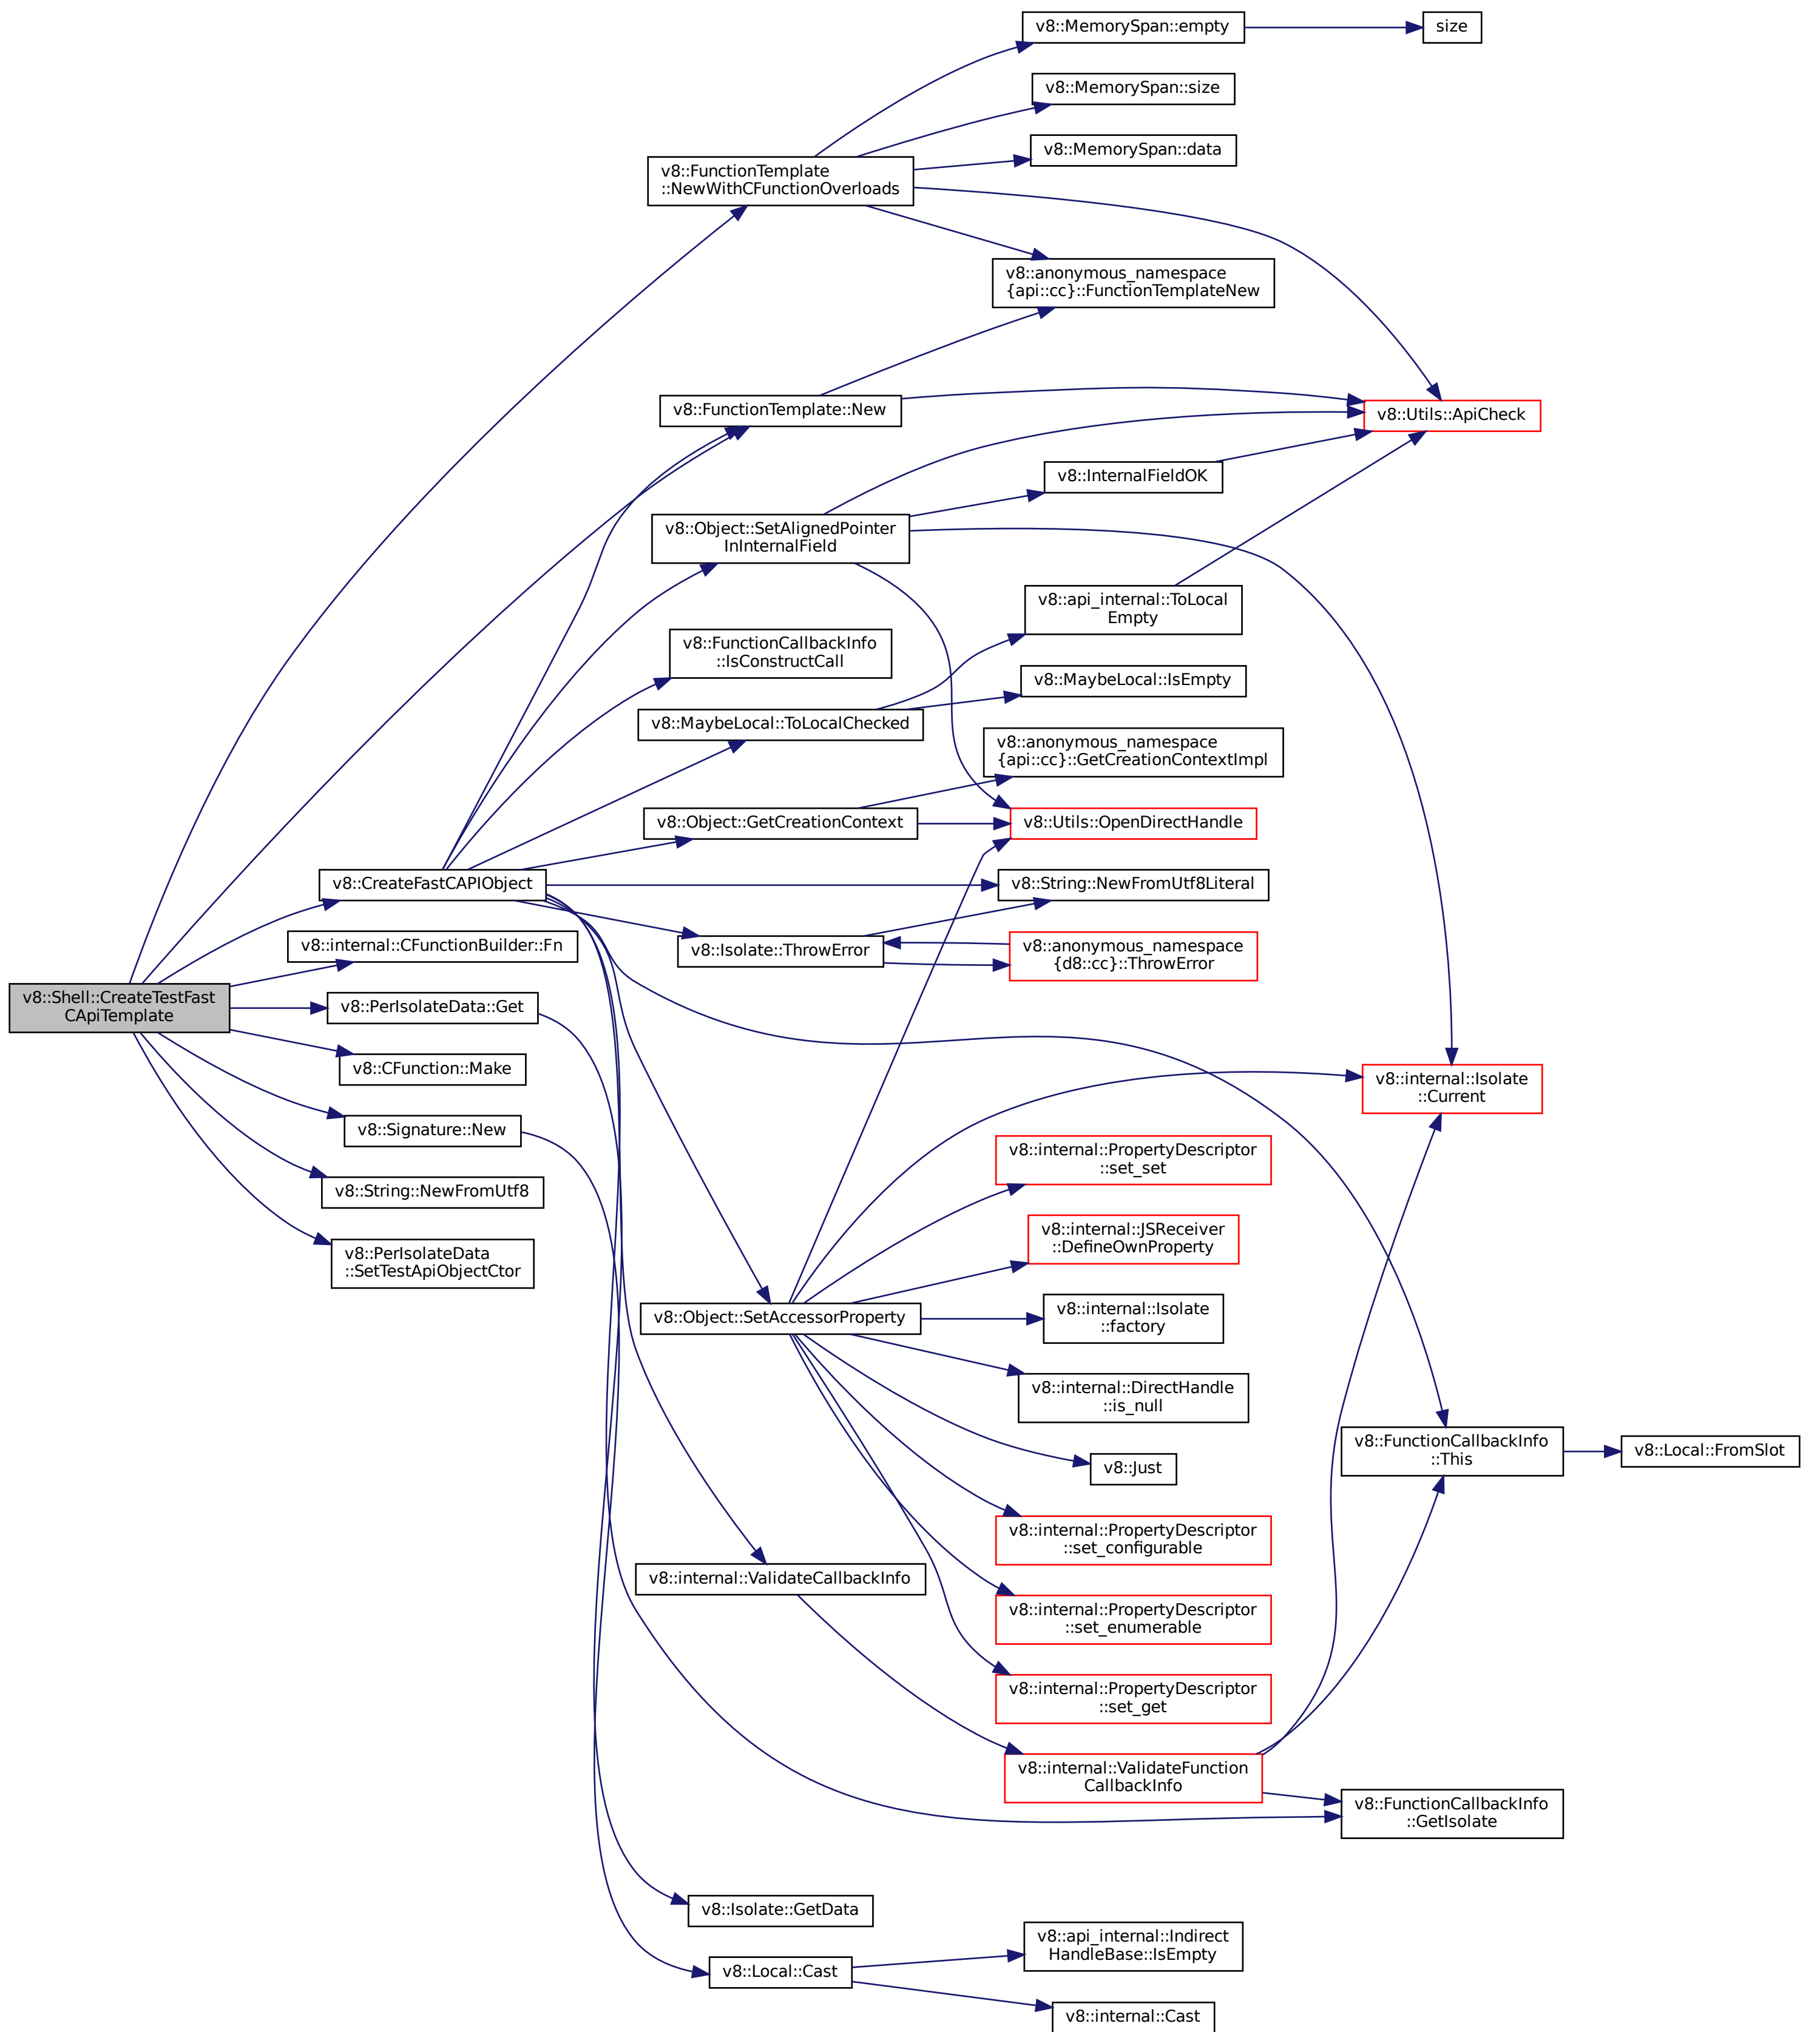 v8::Shell::CreateTestFast
CApiTemplate
v8::CreateFastCAPIObject
v8::internal::CFunctionBuilder::Fn
v8::PerIsolateData::Get
v8::CFunction::Make
v8::Signature::New
v8::String::NewFromUtf8
v8::PerIsolateData
::SetTestApiObjectCtor
v8::FunctionTemplate
::NewWithCFunctionOverloads
v8::FunctionTemplate::New
v8::Object::SetAlignedPointer
InInternalField
v8::FunctionCallbackInfo
::IsConstructCall
v8::MaybeLocal::ToLocalChecked
v8::Object::GetCreationContext
v8::Isolate::ThrowError
v8::Object::SetAccessorProperty
v8::internal::ValidateCallbackInfo
v8::Isolate::GetData
v8::Local::Cast
v8::MemorySpan::empty
v8::MemorySpan::size
v8::MemorySpan::data
v8::anonymous_namespace
{api::cc}::FunctionTemplateNew
v8::InternalFieldOK
v8::api_internal::ToLocal
Empty
v8::MaybeLocal::IsEmpty
v8::anonymous_namespace
{api::cc}::GetCreationContextImpl
v8::Utils::OpenDirectHandle
v8::String::NewFromUtf8Literal
v8::anonymous_namespace
{d8::cc}::ThrowError
v8::internal::PropertyDescriptor
::set_set
v8::internal::JSReceiver
::DefineOwnProperty
v8::internal::Isolate
::factory
v8::internal::DirectHandle
::is_null
v8::Just
v8::internal::PropertyDescriptor
::set_configurable
v8::internal::PropertyDescriptor
::set_enumerable
v8::internal::PropertyDescriptor
::set_get
v8::internal::ValidateFunction
CallbackInfo
v8::api_internal::Indirect
HandleBase::IsEmpty
v8::internal::Cast
size
v8::Utils::ApiCheck
v8::internal::Isolate
::Current
v8::FunctionCallbackInfo
::This
v8::FunctionCallbackInfo
::GetIsolate
v8::Local::FromSlot